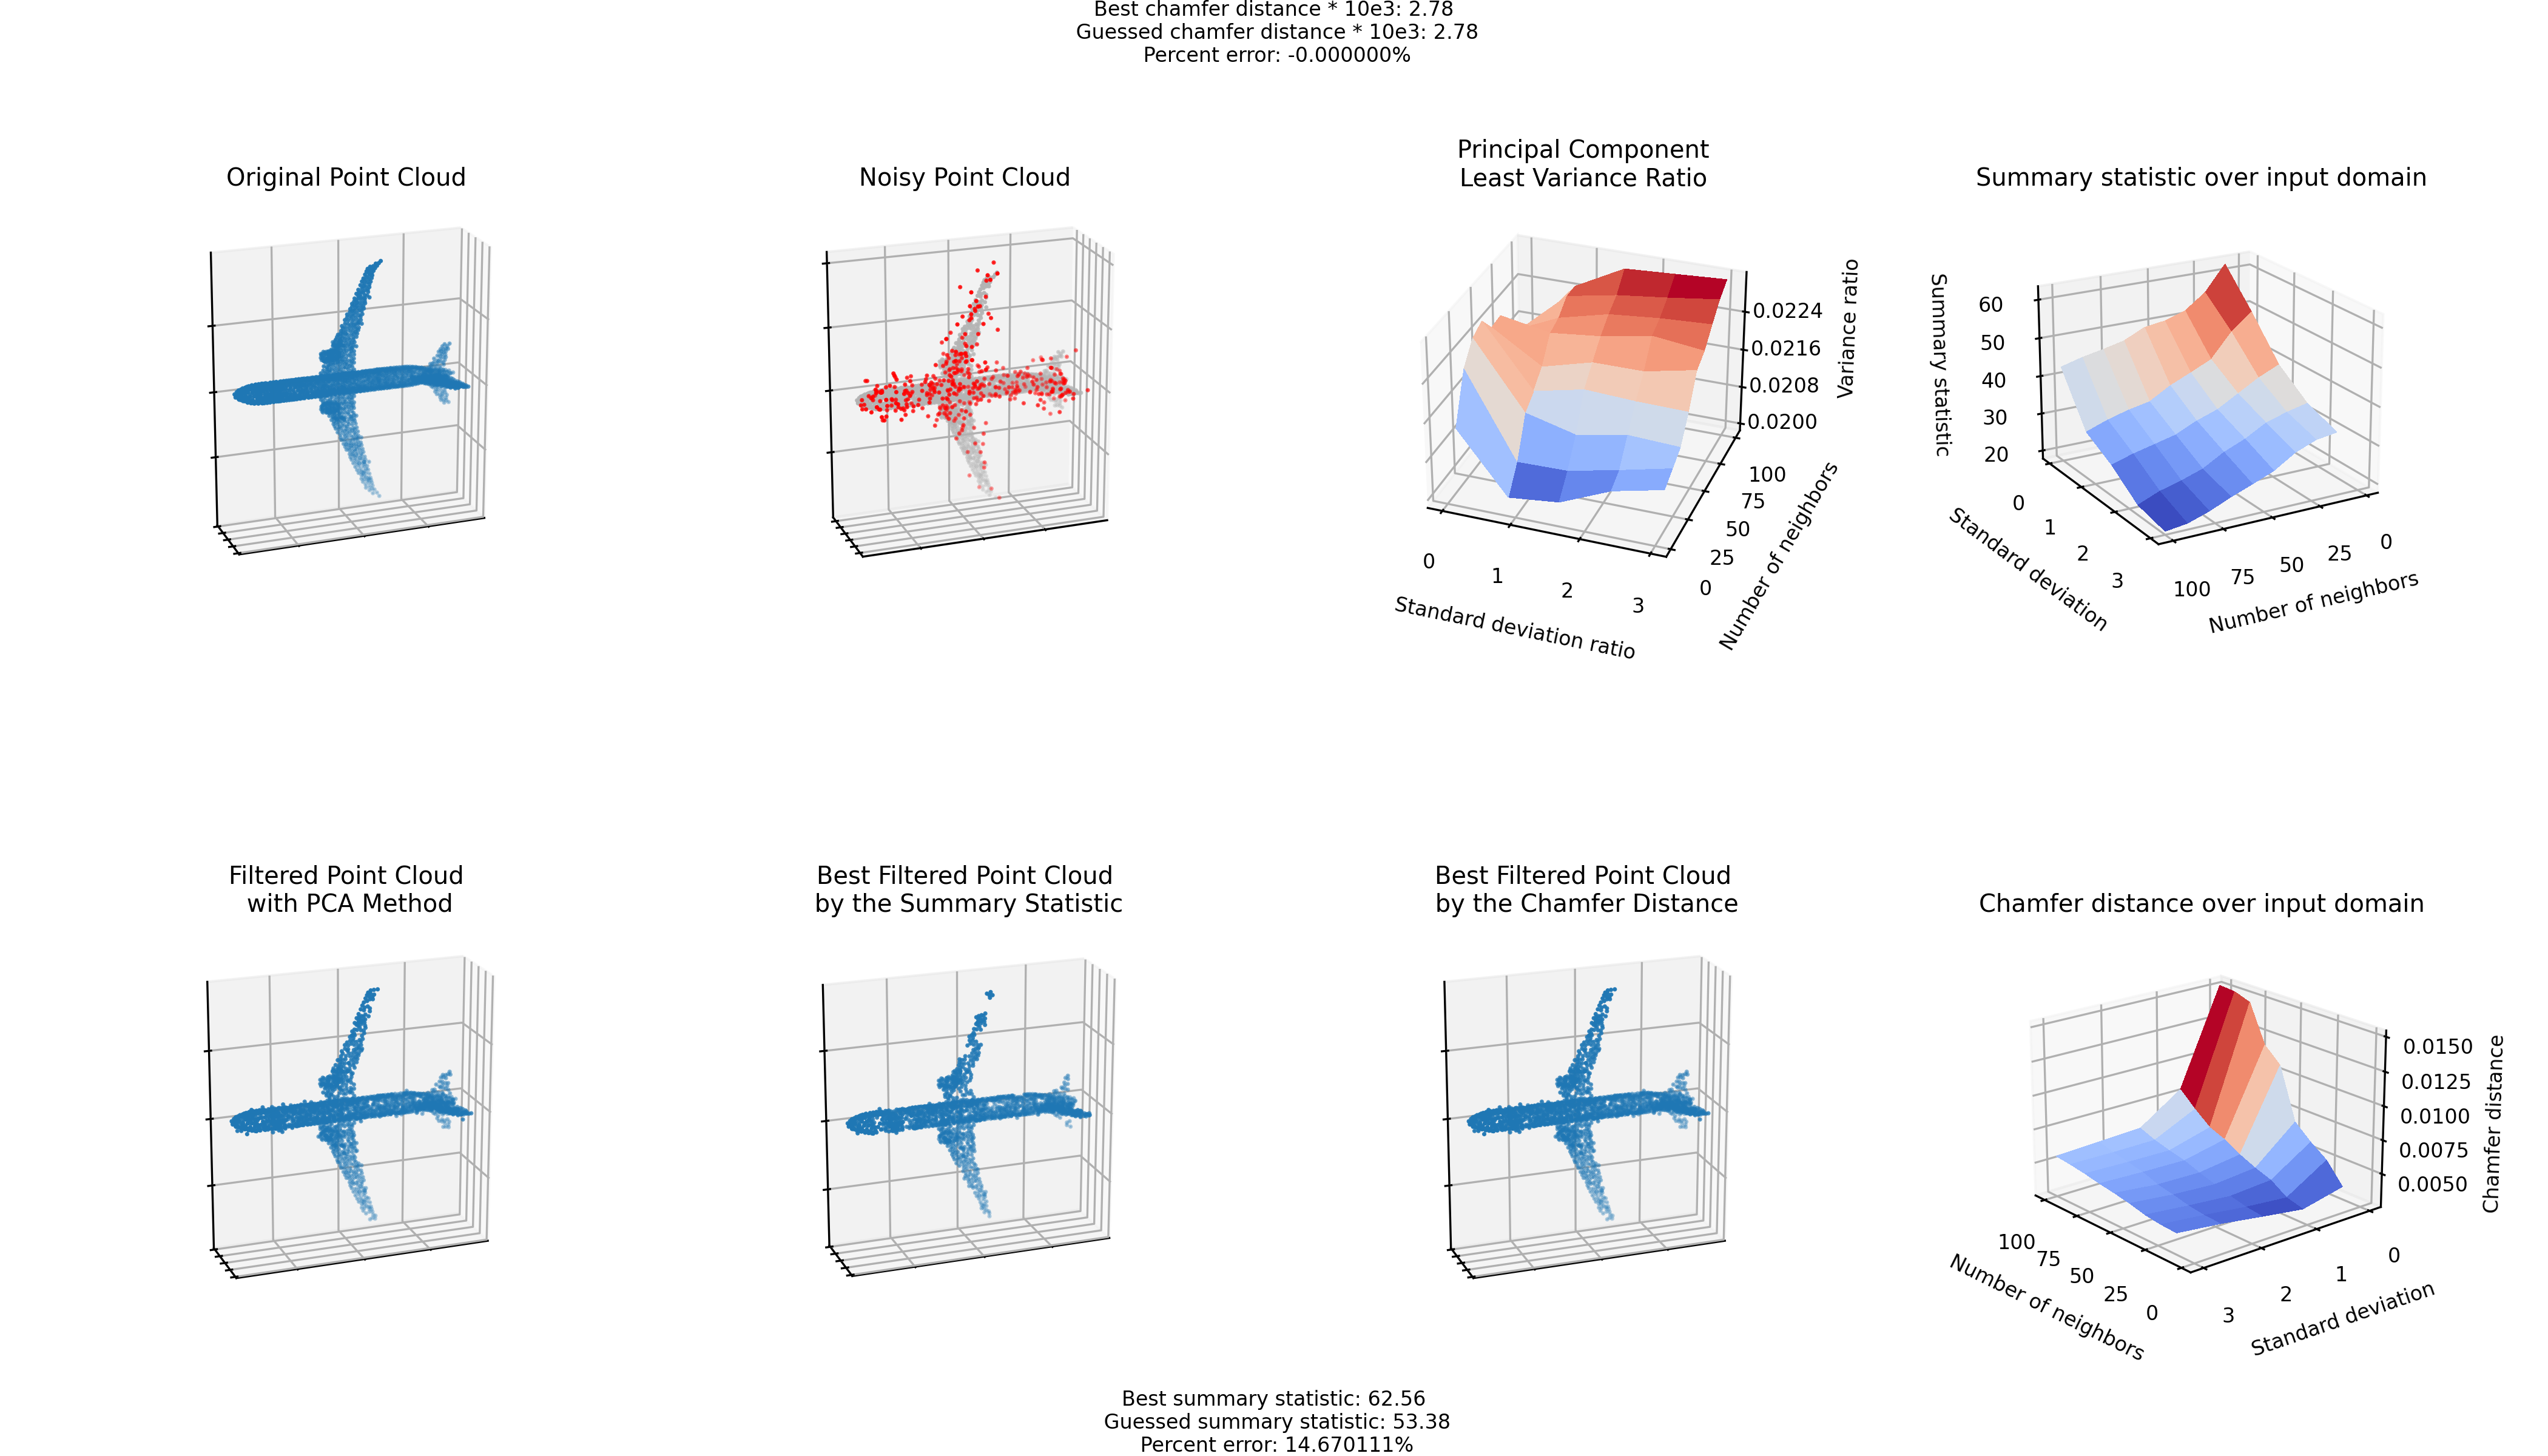 Best chamfer distance * 10e3: 2.78
Guessed chamfer distance * 10e3: 2.78
Percent error: -0.000000%
Original Point Cloud
Noisy Point Cloud
Principal Component
Least Variance Ratio
0.0224
0.0216
0.0208
0.0200
Variance ratio
100
75
50
25
0
Number of neighbors
0
1
2
3
Standard deviation ratio
Summary statistic over input domain
60
50
40
30
20
Summary statistic
0
1
2
3
Standard deviation
100
75
50
25
0
Number of neighbors
Filtered Point Cloud
with PCA Method
Best Filtered Point Cloud
by the Summary Statistic
Best Filtered Point Cloud
by the Chamfer Distance
Chamfer distance over input domain
0.0150
0.0125
0.0100
0.0075
0.0050
Chamfer distance
100
75
50
25
0
Number of neighbors
3
2
1
0
Standard deviation
Best summary statistic: 62.56
Guessed summary statistic: 53.38
Percent error: 14.670111%